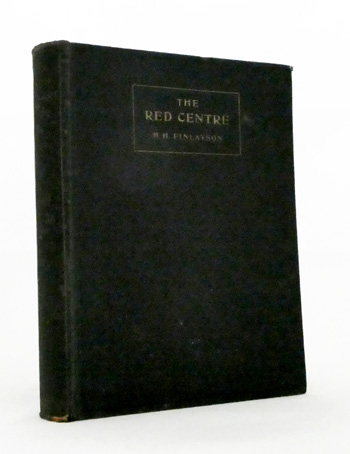 THE
RED CENTRE
H. H. FINLAYSON